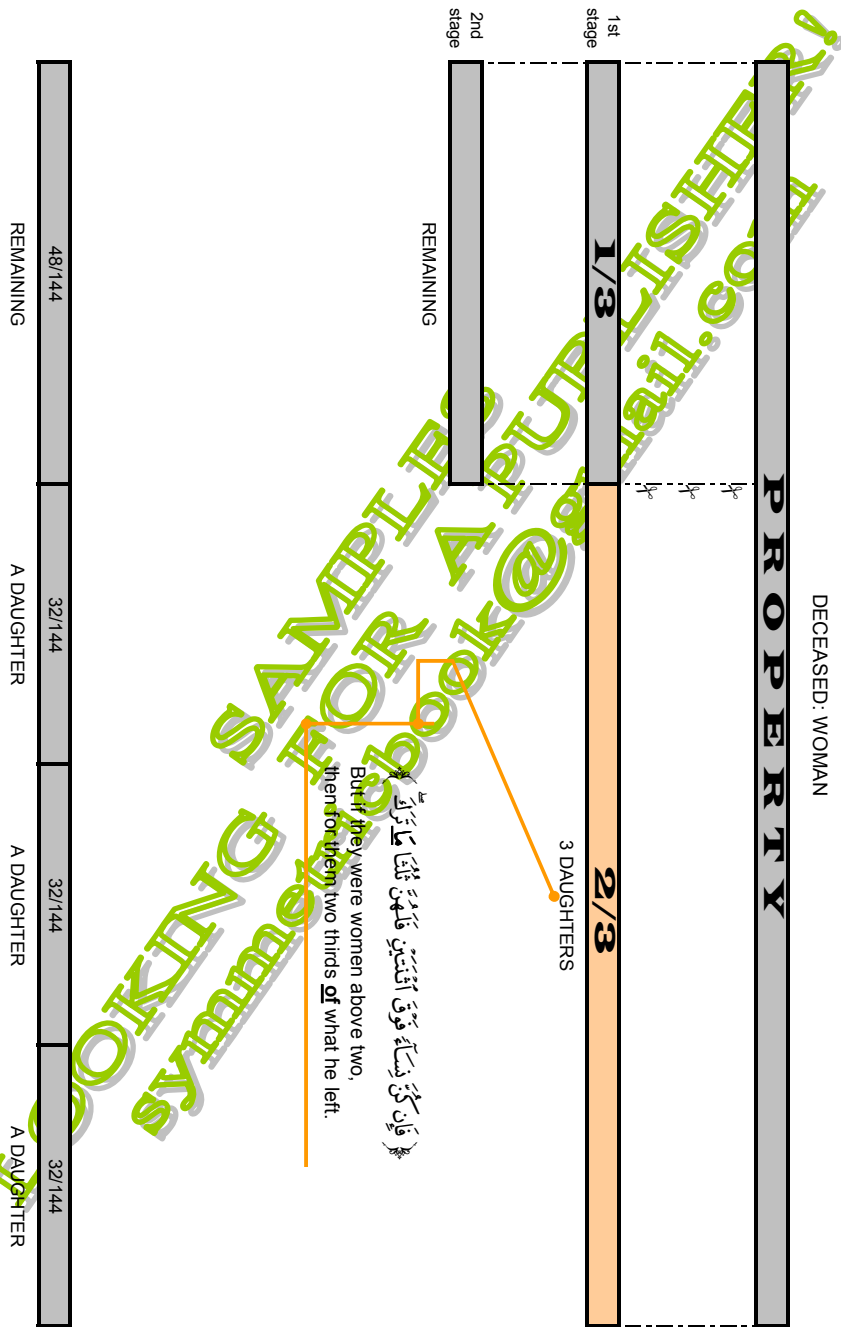 DECEASED: WOMAN
PROPERTY
1st
stage
1/3
2/3
3 DAUGHTERS
2nd
stage
REMAINING
﴿ فَإِن كُنَّ نِسَآءً فَوْقَ ٱثْنَتَيْنِ فَلَهُنَّ ثُلُثَا مَا تَرَكَ ۖ ﴾
But if they were women above two,
then for them two thirds of what he left.
48/144
32/144
32/144
32/144
REMAINING
A DAUGHTER
A DAUGHTER
A DAUGHTER
SAMPLES
LOOKING FOR A PUBLISHER!
symmetricbook@gmail.com